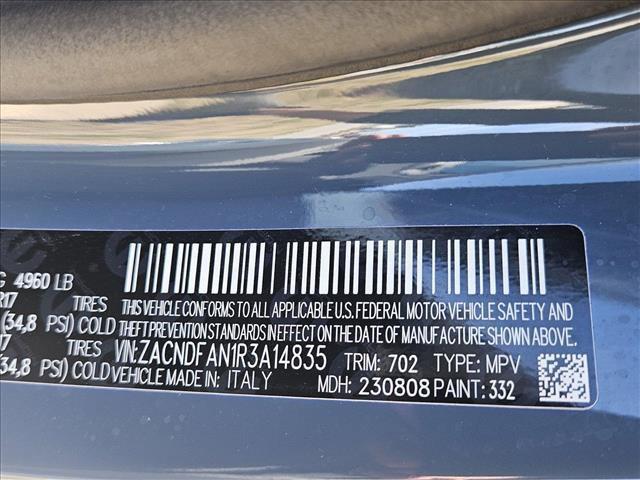 G 4960 LB
R17 TIRES
(34,8 PSI) COLD
17 TIRES
(34,8 PSI) COLD
THIS VEHICLE CONFORMS TO ALL APPLICABLE U.S. FEDERAL MOTOR VEHICLE SAFETY AND
THEFT PREVENTION STANDARDS IN EFFECT ON THE DATE OF MANUFACTURE SHOWN ABOVE.
VIN:ZACNDFAN1R3A14835 TRIM: 702 TYPE: MPV
VEHICLE MADE IN: ITALY MDH: 230808 PAINT: 332